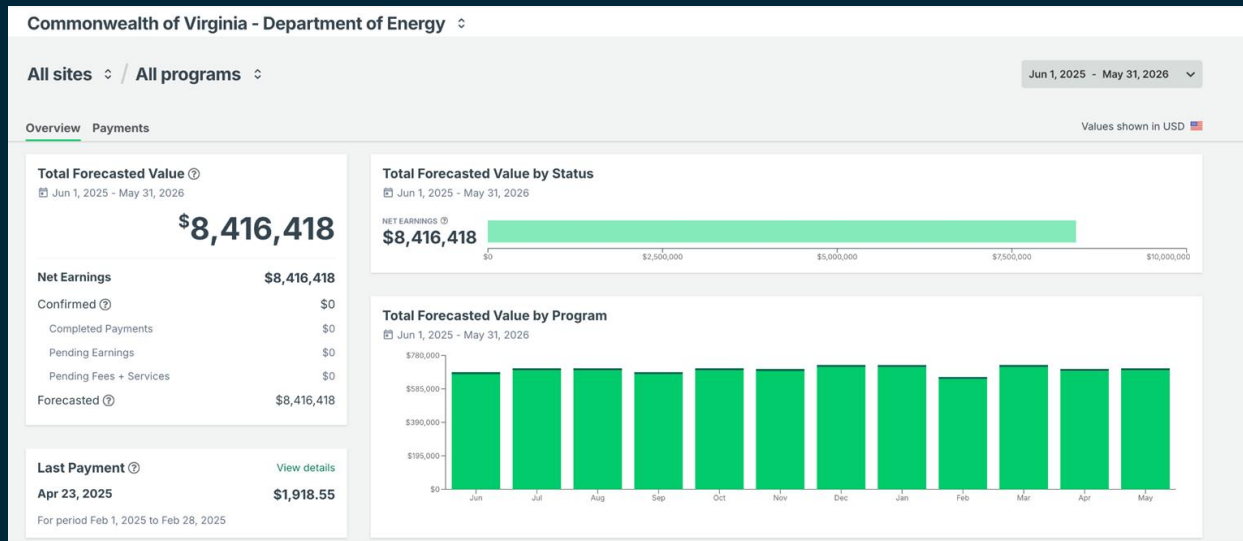 Commonwealth of Virginia - Department of Energy
All sites / All programs
Jun 1, 2025 - May 31, 2026
Overview Payments
Values shown in USD
Total Forecasted Value
Jun 1, 2025 - May 31, 2026
$8,416,418
Net Earnings $8,416,418
Confirmed $0
Completed Payments $0
Pending Earnings $0
Pending Fees + Services $0
Forecasted $8,416,418
Last Payment View details
Apr 23, 2025 $1,918.55
For period Feb 1, 2025 to Feb 28, 2025
Total Forecasted Value by Status
Jun 1, 2025 - May 31, 2026
NET EARNINGS
$8,416,418
$0 $2,500,000 $5,000,000 $7,500,000 $10,000,000
Total Forecasted Value by Program
Jun 1, 2025 - May 31, 2026
$780,000
$585,000
$390,000
$195,000
$0
Jun Jul Aug Sep Oct Nov Dec Jan Feb Mar Apr May